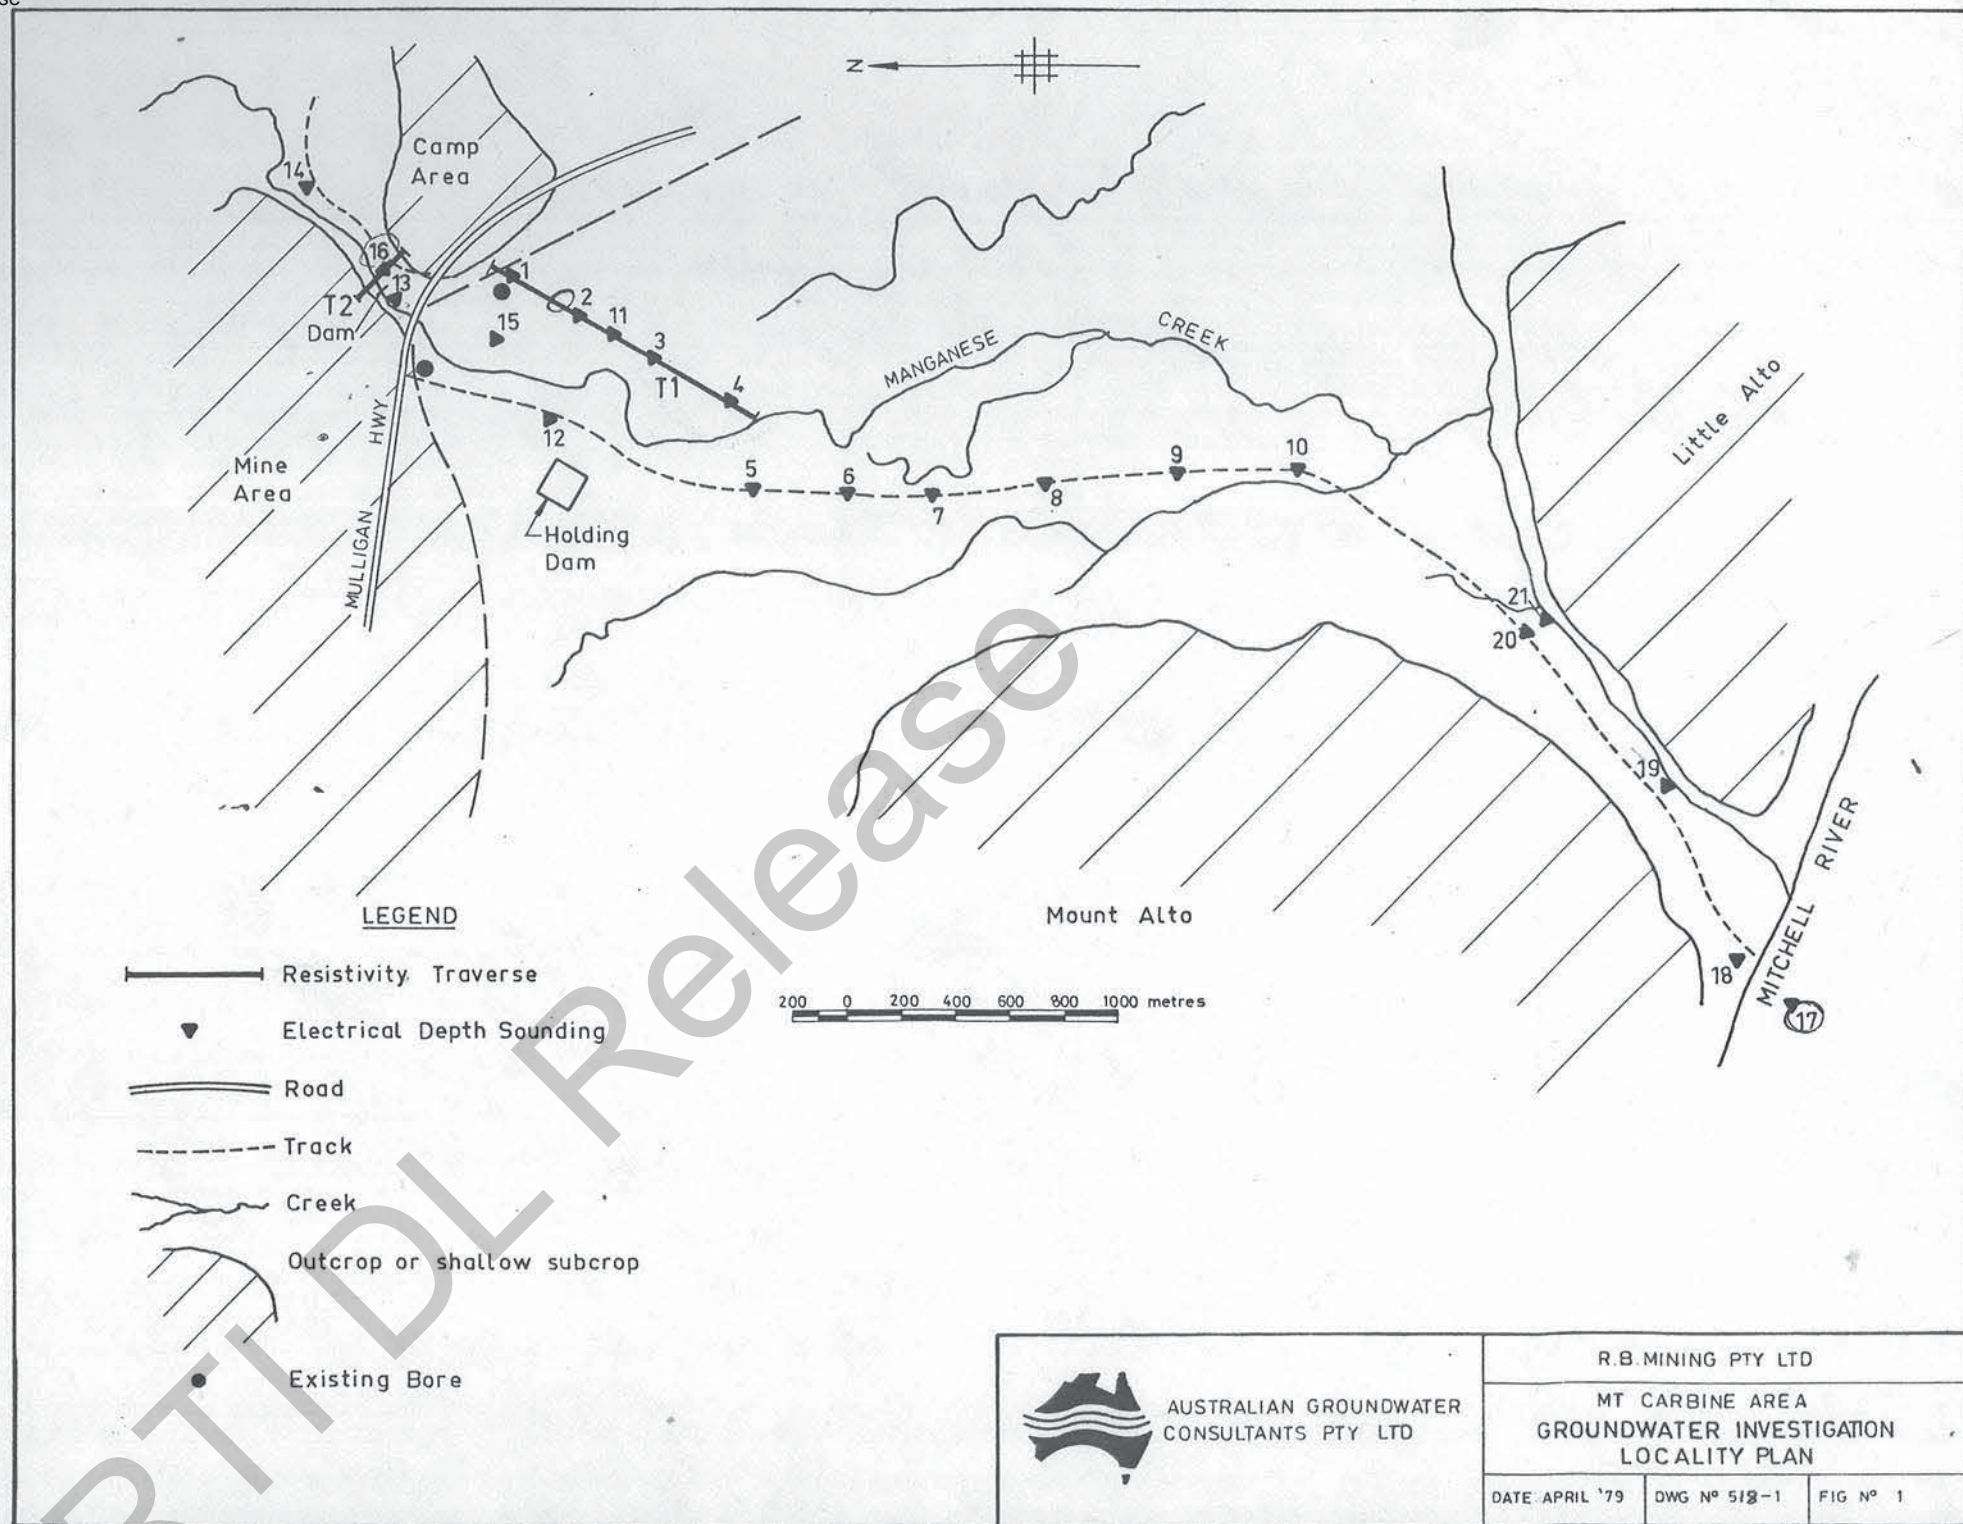 N
Camp
Area
14
16
13
T2
Dam
1
2
15
11
3
T1
4
MANGANESE
CREEK
HWY
MULLIGAN
12
Mine
Area
Holding
Dam
5
6
7
8
9
10
Little Alto
21
20
19
18
17
MITCHELL RIVER
Mount Alto
LEGEND
Resistivity Traverse
Electrical Depth Sounding
Road
Track
Creek
Outcrop or shallow subcrop
Existing Bore
200 0 200 400 600 800 1000 metres
RTI DL Release
AUSTRALIAN GROUNDWATER
CONSULTANTS PTY LTD
R.B. MINING PTY LTD
MT CARBINE AREA
GROUNDWATER INVESTIGATION
LOCALITY PLAN
DATE: APRIL '79
DWG Nº 518-1
FIG Nº 1